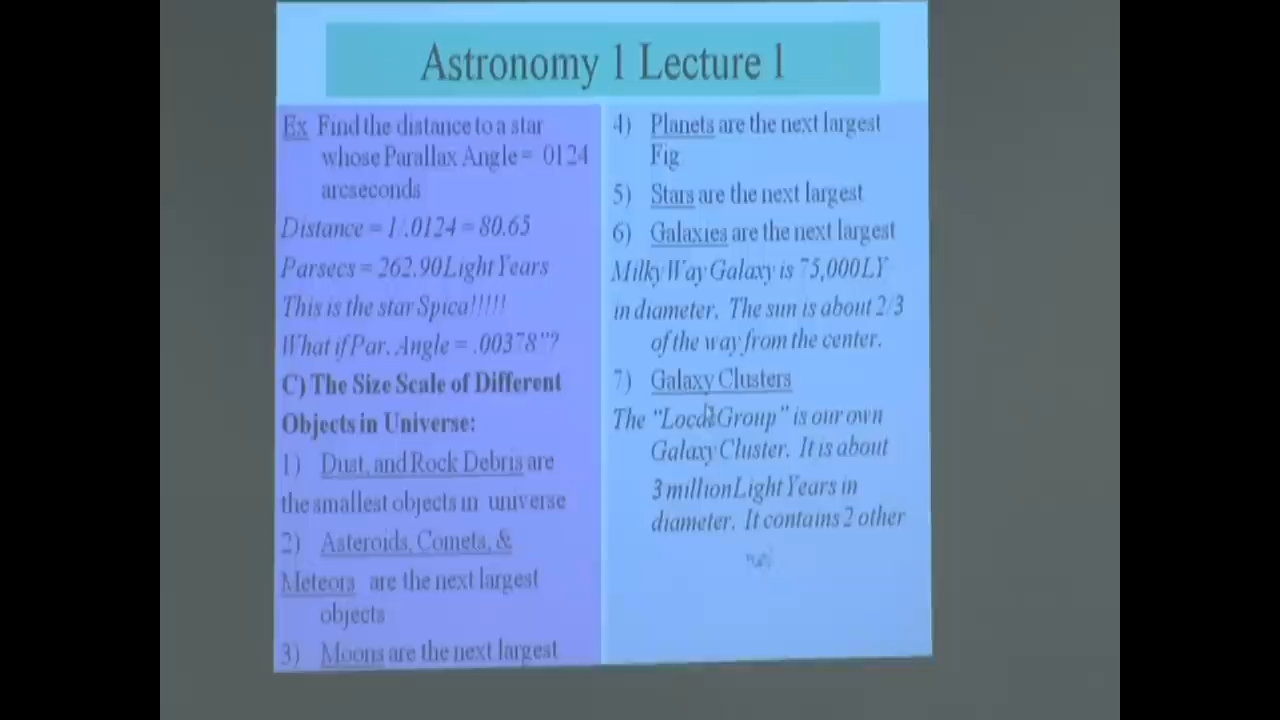 Astronomy 1 Lecture 1
Ex Find the distance to a star
whose Parallax Angle = 0124
arcseconds
Distance = 1/.0124 = 80.65
Parsecs = 262.90 Light Years
This is the star Spica!!!!!
What if Par. Angle = .00378"?
C) The Size Scale of Different
Objects in Universe:
1) Dust, and Rock Debris are
the smallest objects in universe
2) Asteroids, Comets, &
Meteors are the next largest
objects
3) Moons are the next largest
4) Planets are the next largest
Fig
5) Stars are the next largest
6) Galaxies are the next largest
Milky Way Galaxy is 75,000 LY
in diameter. The sun is about 2/3
of the way from the center.
7) Galaxy Clusters
The "Local Group" is our own
Galaxy Cluster. It is about
3 million Light Years in
diameter. It contains 2 other